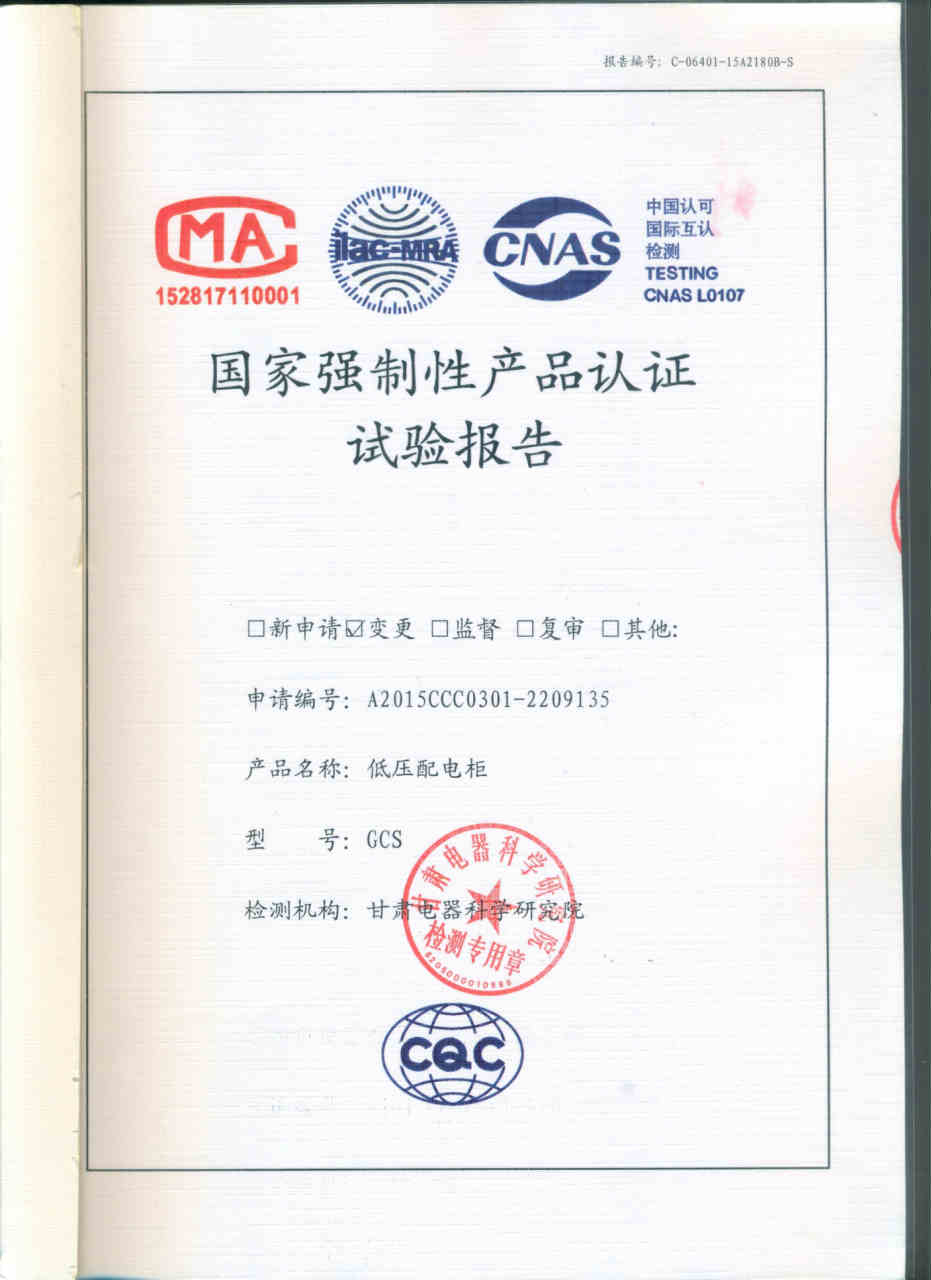 报告编号: C-06401-15A2180B-S
CMA
152817110001
ilac-MRA
CNAS
中国认可
国际互认
检测
TESTING
CNAS L0107
国家强制性产品认证
试验报告
□新申请☑变更 □监督 □复审 □其他:
申请编号: A2015CCC0301-2209135
产品名称: 低压配电柜
型 号: GCS
检测机构: 甘肃电器科学研究院
甘肃电器科学研究院
检测专用章
CQC